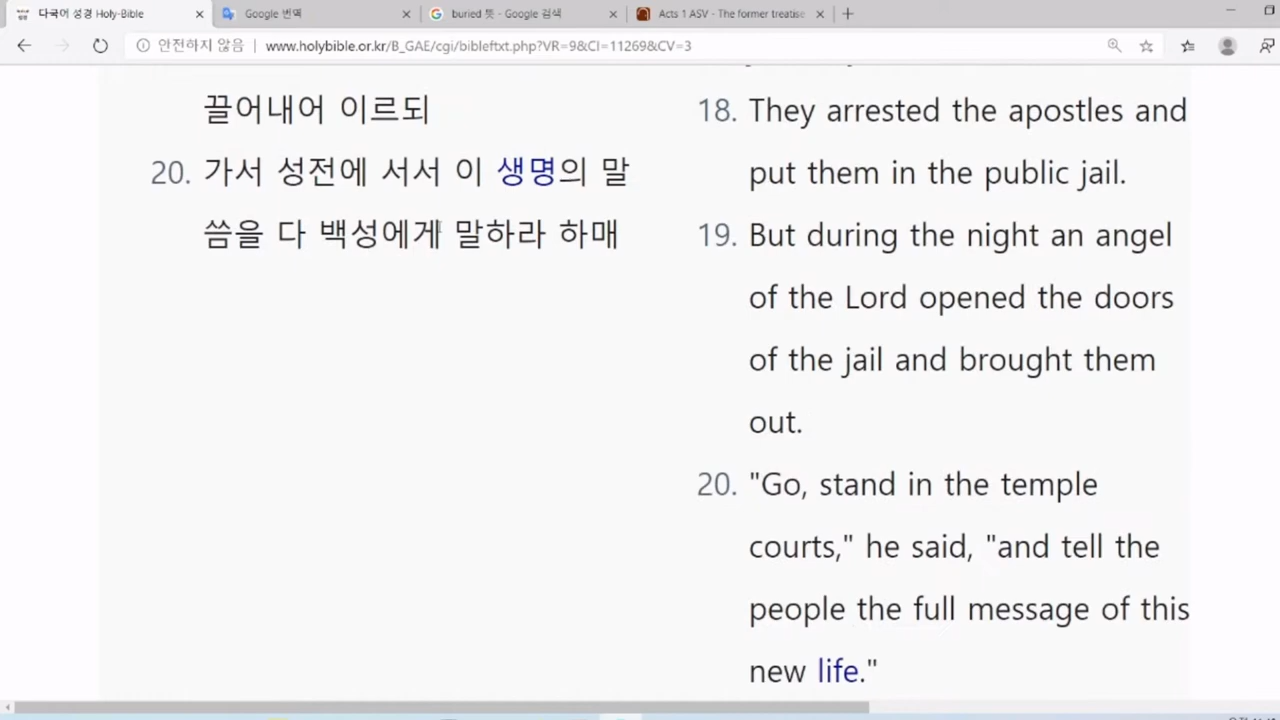 다국어 성경 Holy-Bible
Google 번역
buried 뜻 - Google 검색
Acts 1 ASV - The former treatise
안전하지 않음 | www.holybible.or.kr/B_GAE/cgi/bibleftxt.php?VR=9&CI=11269&CV=3
끌어내어 이르되
20. 가서 성전에 서서 이 생명의 말
씀을 다 백성에게 말하라 하매
18. They arrested the apostles and
put them in the public jail.
19. But during the night an angel
of the Lord opened the doors
of the jail and brought them
out.
20. "Go, stand in the temple
courts," he said, "and tell the
people the full message of this
new life."